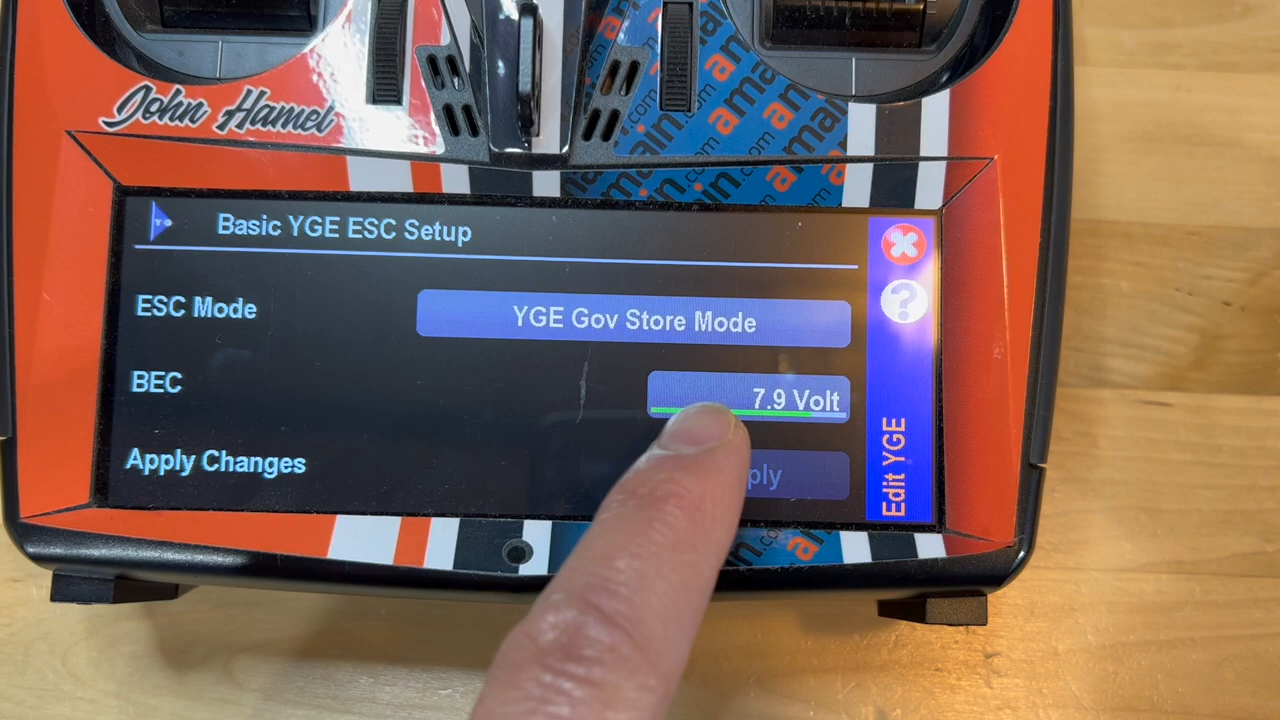 John Hamel
amain.com
Basic YGE ESC Setup
ESC Mode
YGE Gov Store Mode
BEC
7.9 Volt
Apply Changes
Edit YGE